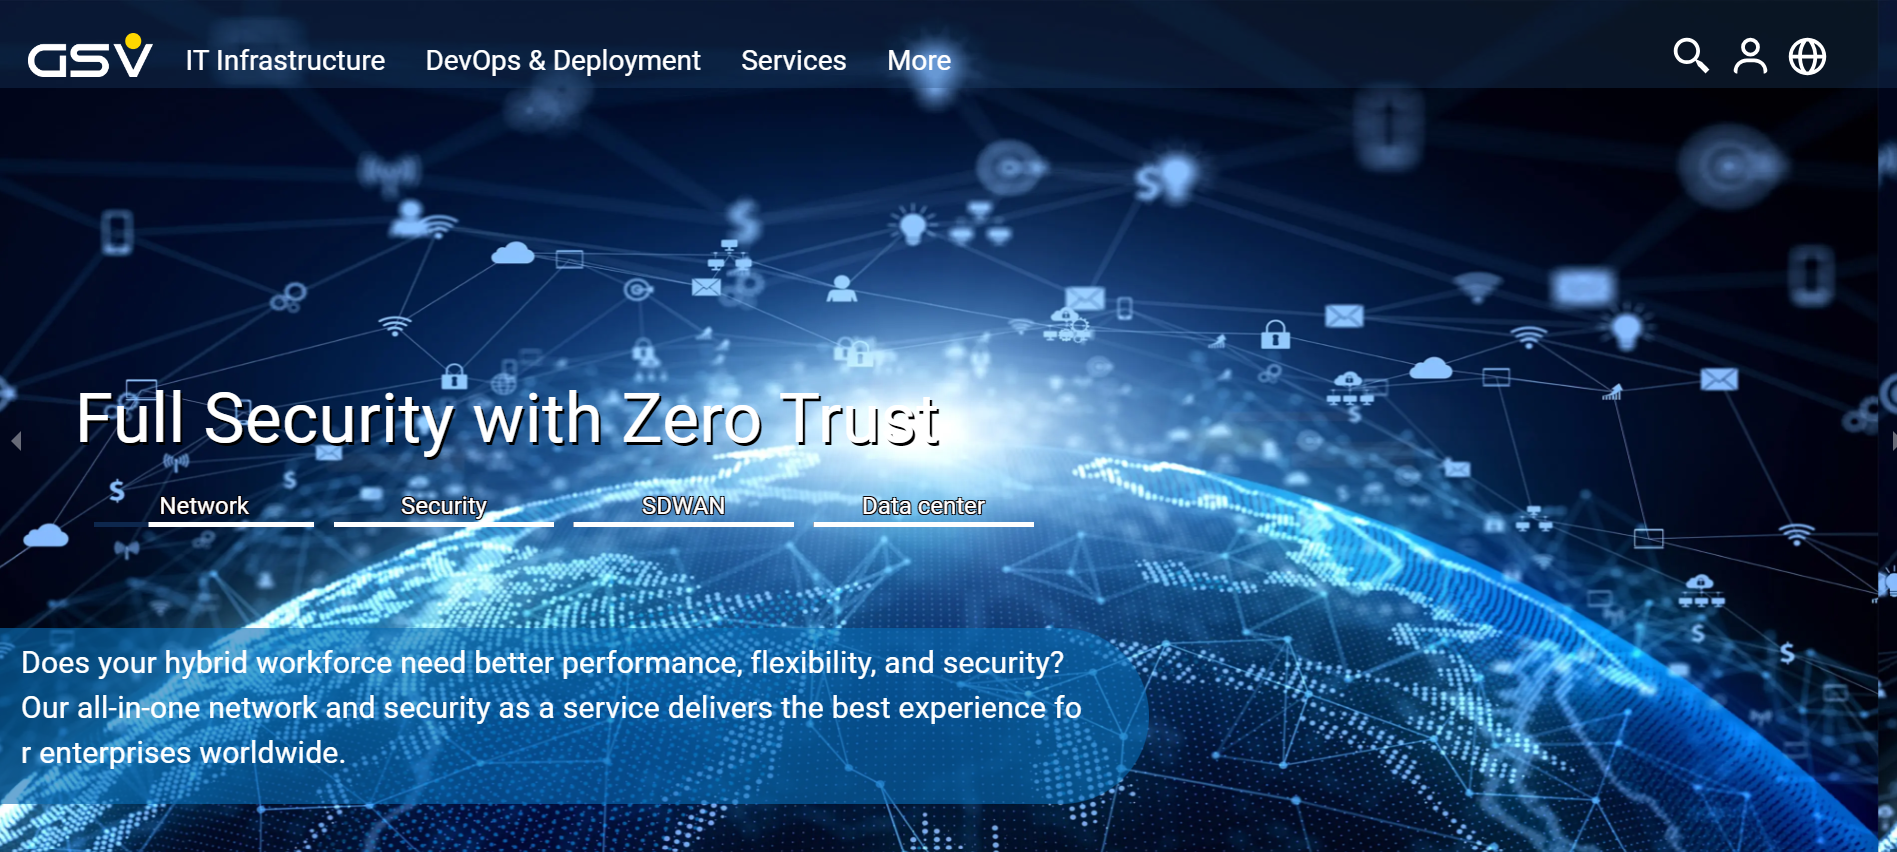 GSV
IT Infrastructure DevOps & Deployment Services More
Full Security with Zero Trust
Network Security SDWAN Data center
Does your hybrid workforce need better performance, flexibility, and security?
Our all-in-one network and security as a service delivers the best experience fo
r enterprises worldwide.